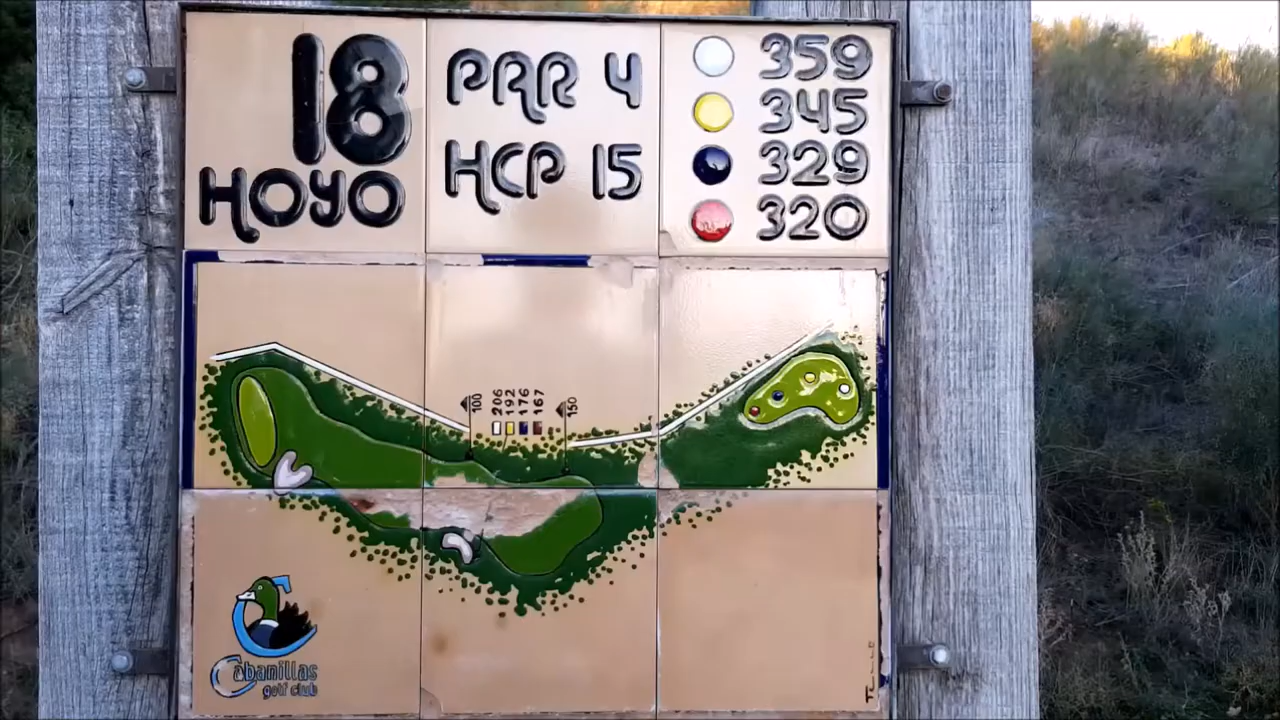 18
HOYO
PAR 4
HCP 15
359
345
329
320
100
206
192
176
167
150
Cabanillas
golf club
TELLO